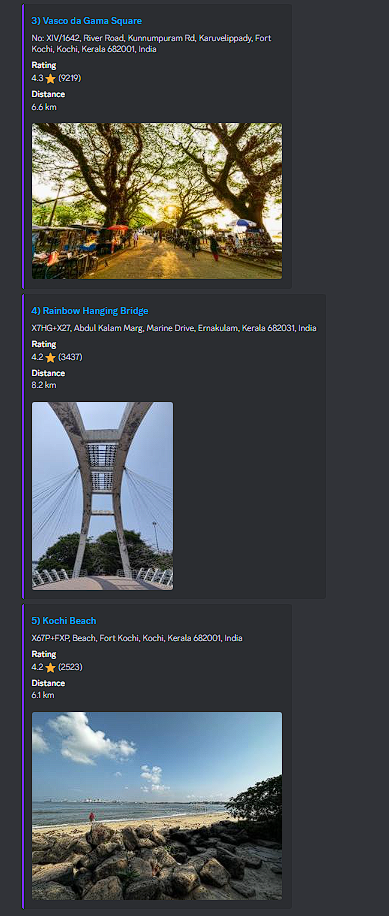 3) Vasco da Gama Square
No: XIV/1642, River Road, Kunnumpuram Rd, Karuvelippady, Fort
Kochi, Kochi, Kerala 682001, India
Rating
4.3 ⭐ (9219)
Distance
6.6 km
4) Rainbow Hanging Bridge
X7HG+X27, Abdul Kalam Marg, Marine Drive, Ernakulam, Kerala 682031, India
Rating
4.2 ⭐ (3437)
Distance
8.2 km
5) Kochi Beach
X67P+FXP, Beach, Fort Kochi, Kochi, Kerala 682001, India
Rating
4.2 ⭐ (2523)
Distance
6.1 km